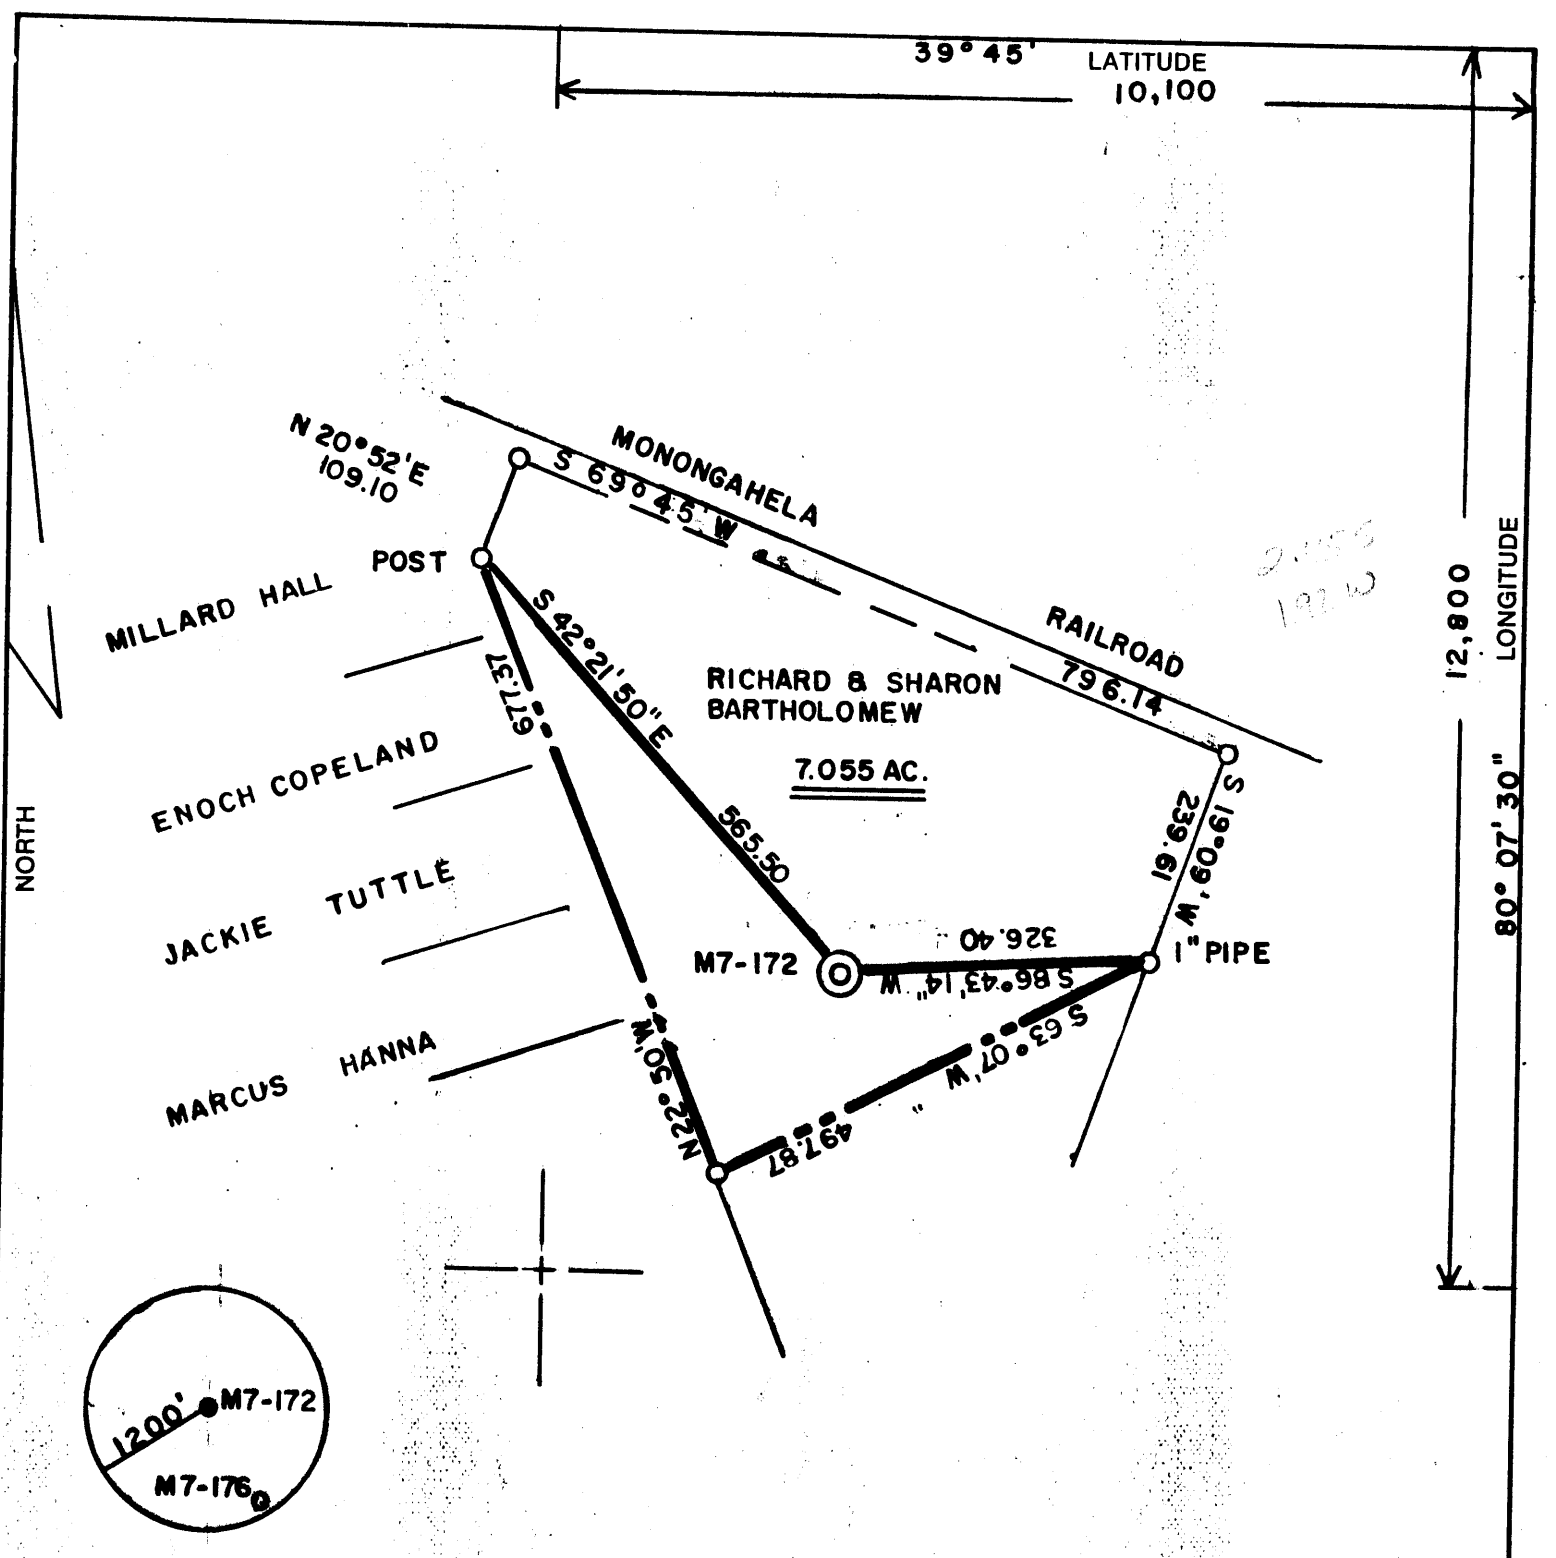 39°45' LATITUDE
10,100
N 20°52'E
109.10
MONONGAHELA
S 69°45' W
POST
MILLARD HALL
RAILROAD
796.14
12,800
LONGITUDE
80° 07' 30"
S 42°21'50" E
565.50
677.37
N22°50'W
RICHARD & SHARON
BARTHOLOMEW
7.055 AC.
ENOCH COPELAND
NORTH
S 19°09' W
239.61
JACKIE TUTTLE
M7-172
326.40
S 86°43'14" W
1" PIPE
S 63°07' W
497.87
MARCUS HANNA
M7-172
1200'
M7-176